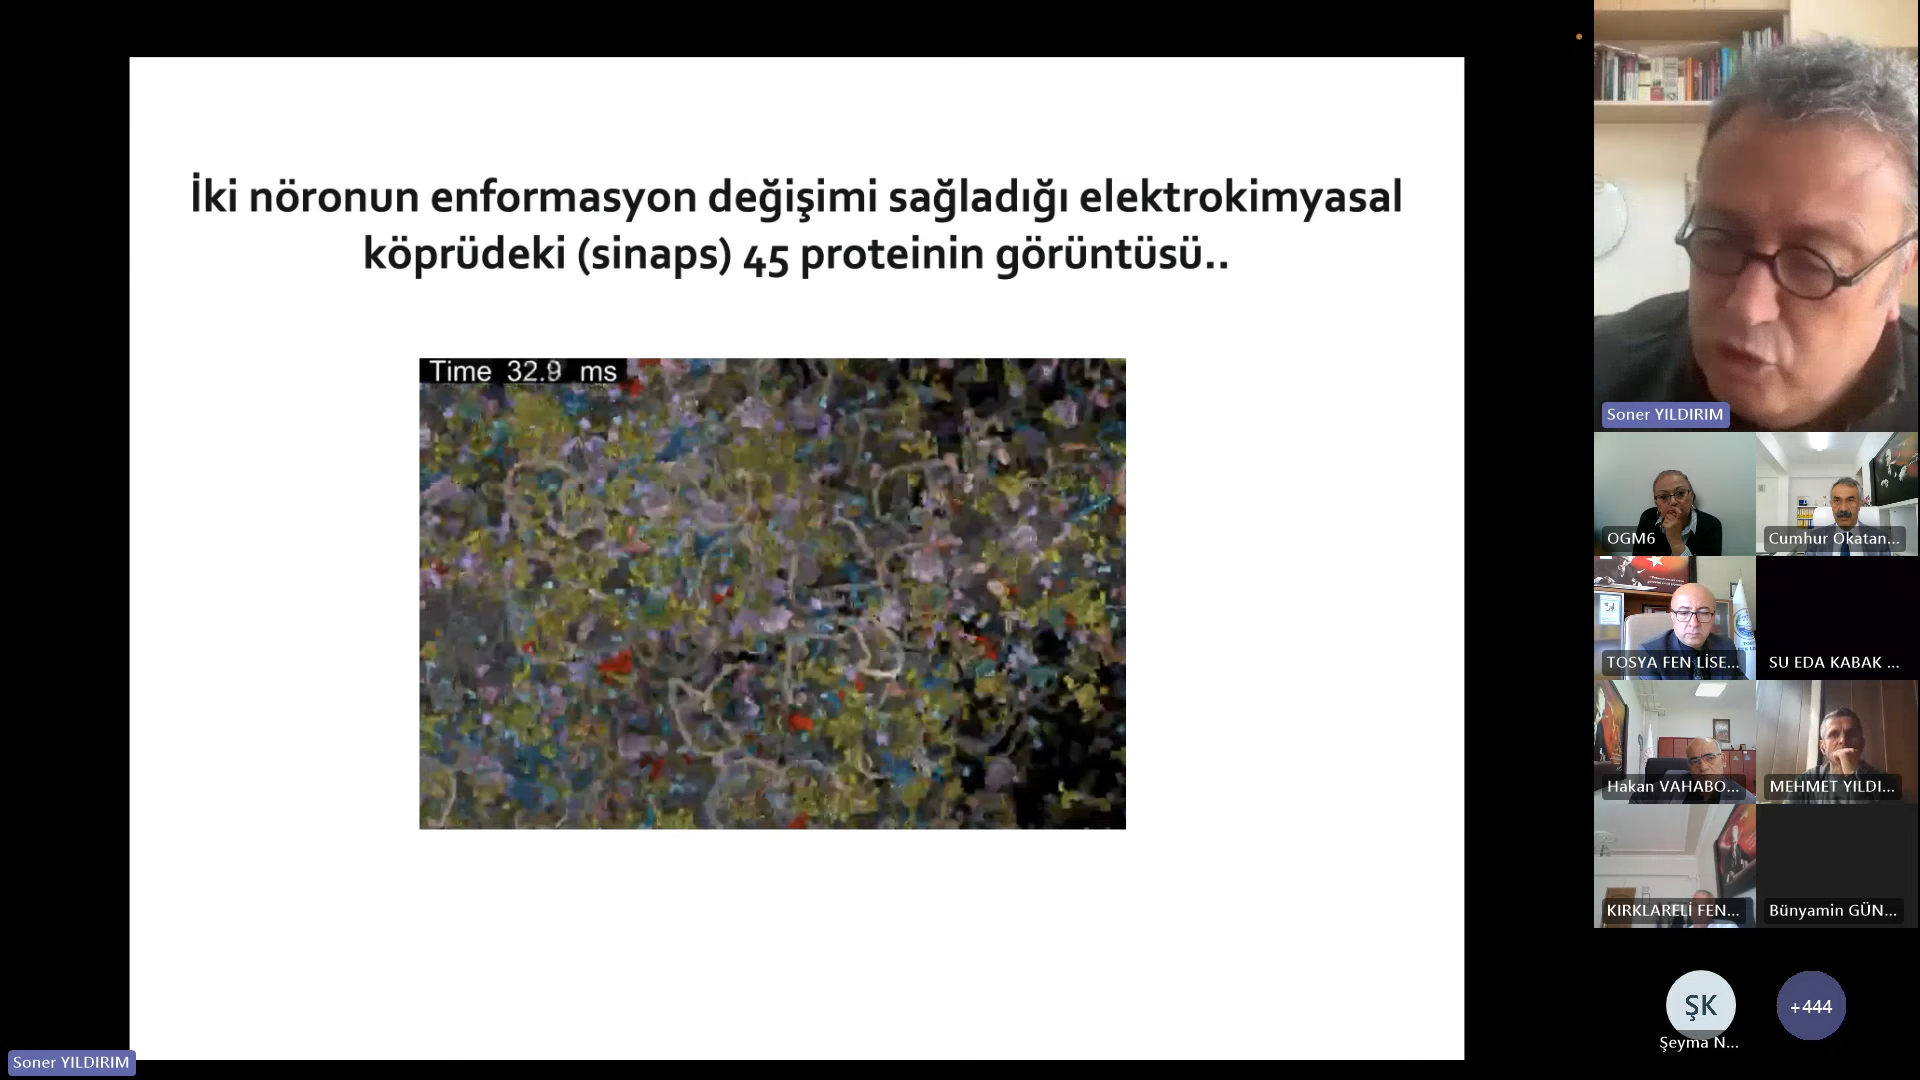 İki nöronun enformasyon değişimi sağladığı elektrokimyasal
köprüdeki (sinaps) 45 proteinin görüntüsü..
Time 32.9 ms
Soner YILDIRIM
OGM6
Cumhur Okatan...
TOSYA FEN LİSE...
SU EDA KABAK ...
Hakan VAHABO...
MEHMET YILDI...
KIRKLARELİ FEN...
Bünyamin GÜN...
ŞK
+444
Şeyma N...
Soner YILDIRIM